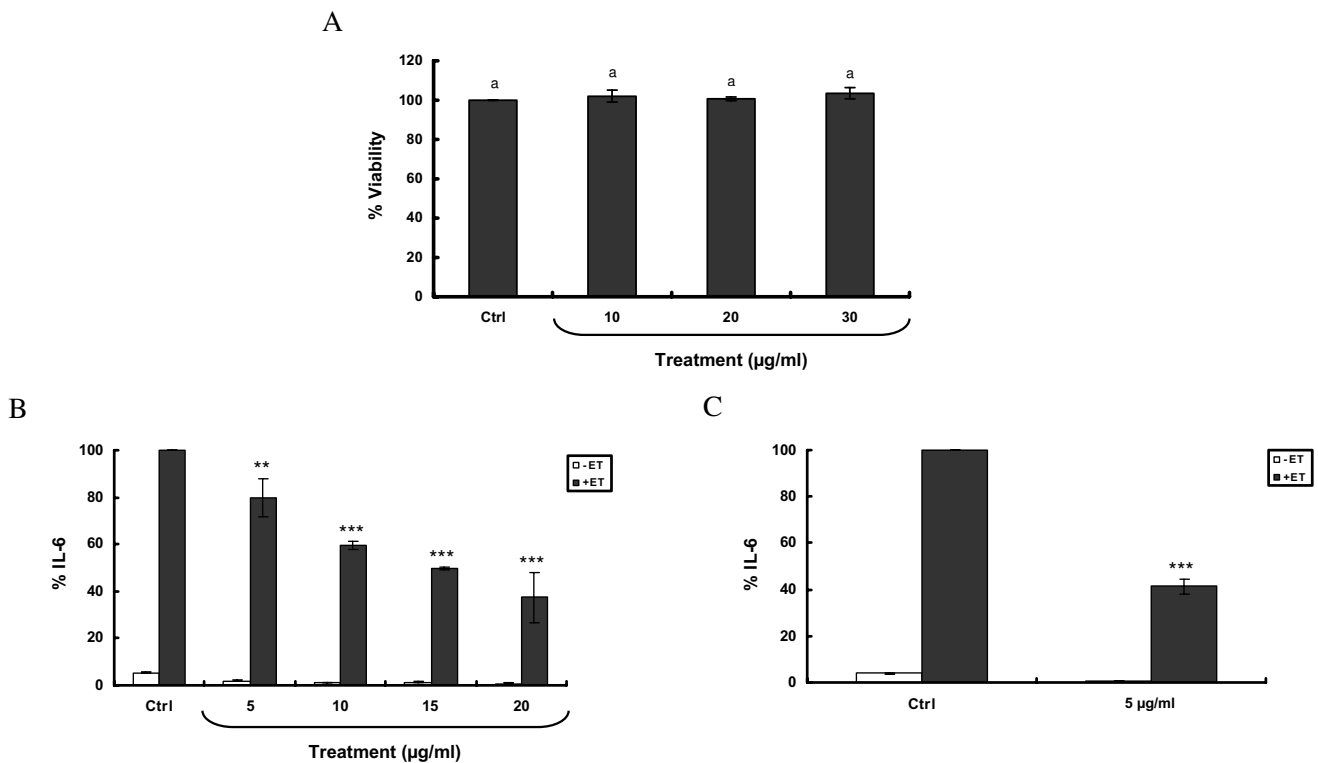 A
120
100
80
60
40
20
0
% Viability
a a a a
Ctrl 10 20 30
Treatment (µg/ml)
B
100
80
60
40
20
0
% IL-6
** *** *** ***
-ET
+ET
Ctrl 5 10 15 20
Treatment (µg/ml)
C
100
80
60
40
20
0
% IL-6
***
-ET
+ET
Ctrl 5 µg/ml